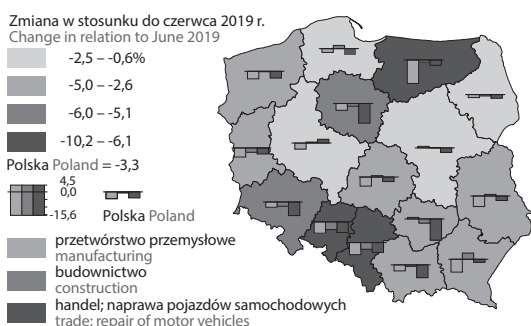 Zmiana w stosunku do czerwca 2019 r.
Change in relation to June 2019
-2,5 – -0,6%
-5,0 – -2,6
-6,0 – -5,1
-10,2 – -6,1
Polska Poland = -3,3
4,5
0,0
-15,6
Polska Poland
przetwórstwo przemysłowe
manufacturing
budownictwo
construction
handel; naprawa pojazdów samochodowych
trade; repair of motor vehicles